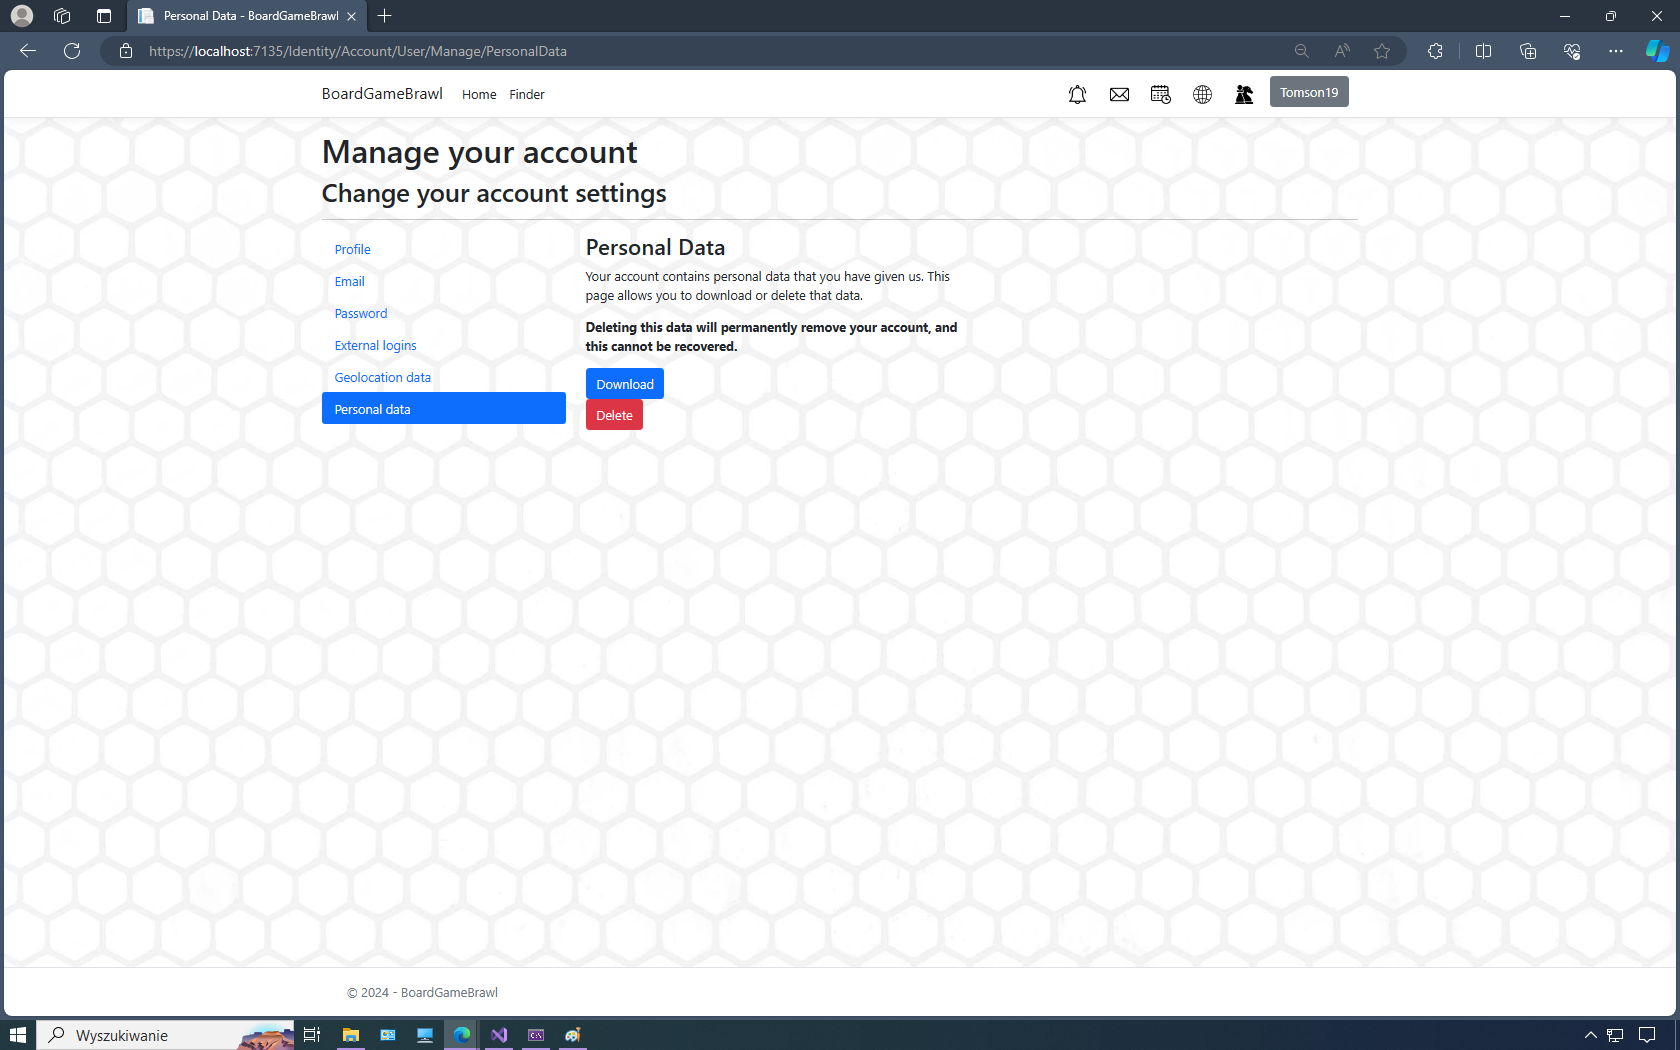 Personal Data - BoardGameBrawl
https://localhost:7135/Identity/Account/User/Manage/PersonalData
BoardGameBrawl Home Finder Tomson19
Manage your account
Change your account settings
Profile
Email
Password
External logins
Geolocation data
Personal data
Personal Data
Your account contains personal data that you have given us. This
page allows you to download or delete that data.
Deleting this data will permanently remove your account, and
this cannot be recovered.
Download
Delete
© 2024 - BoardGameBrawl
Wyszukiwanie